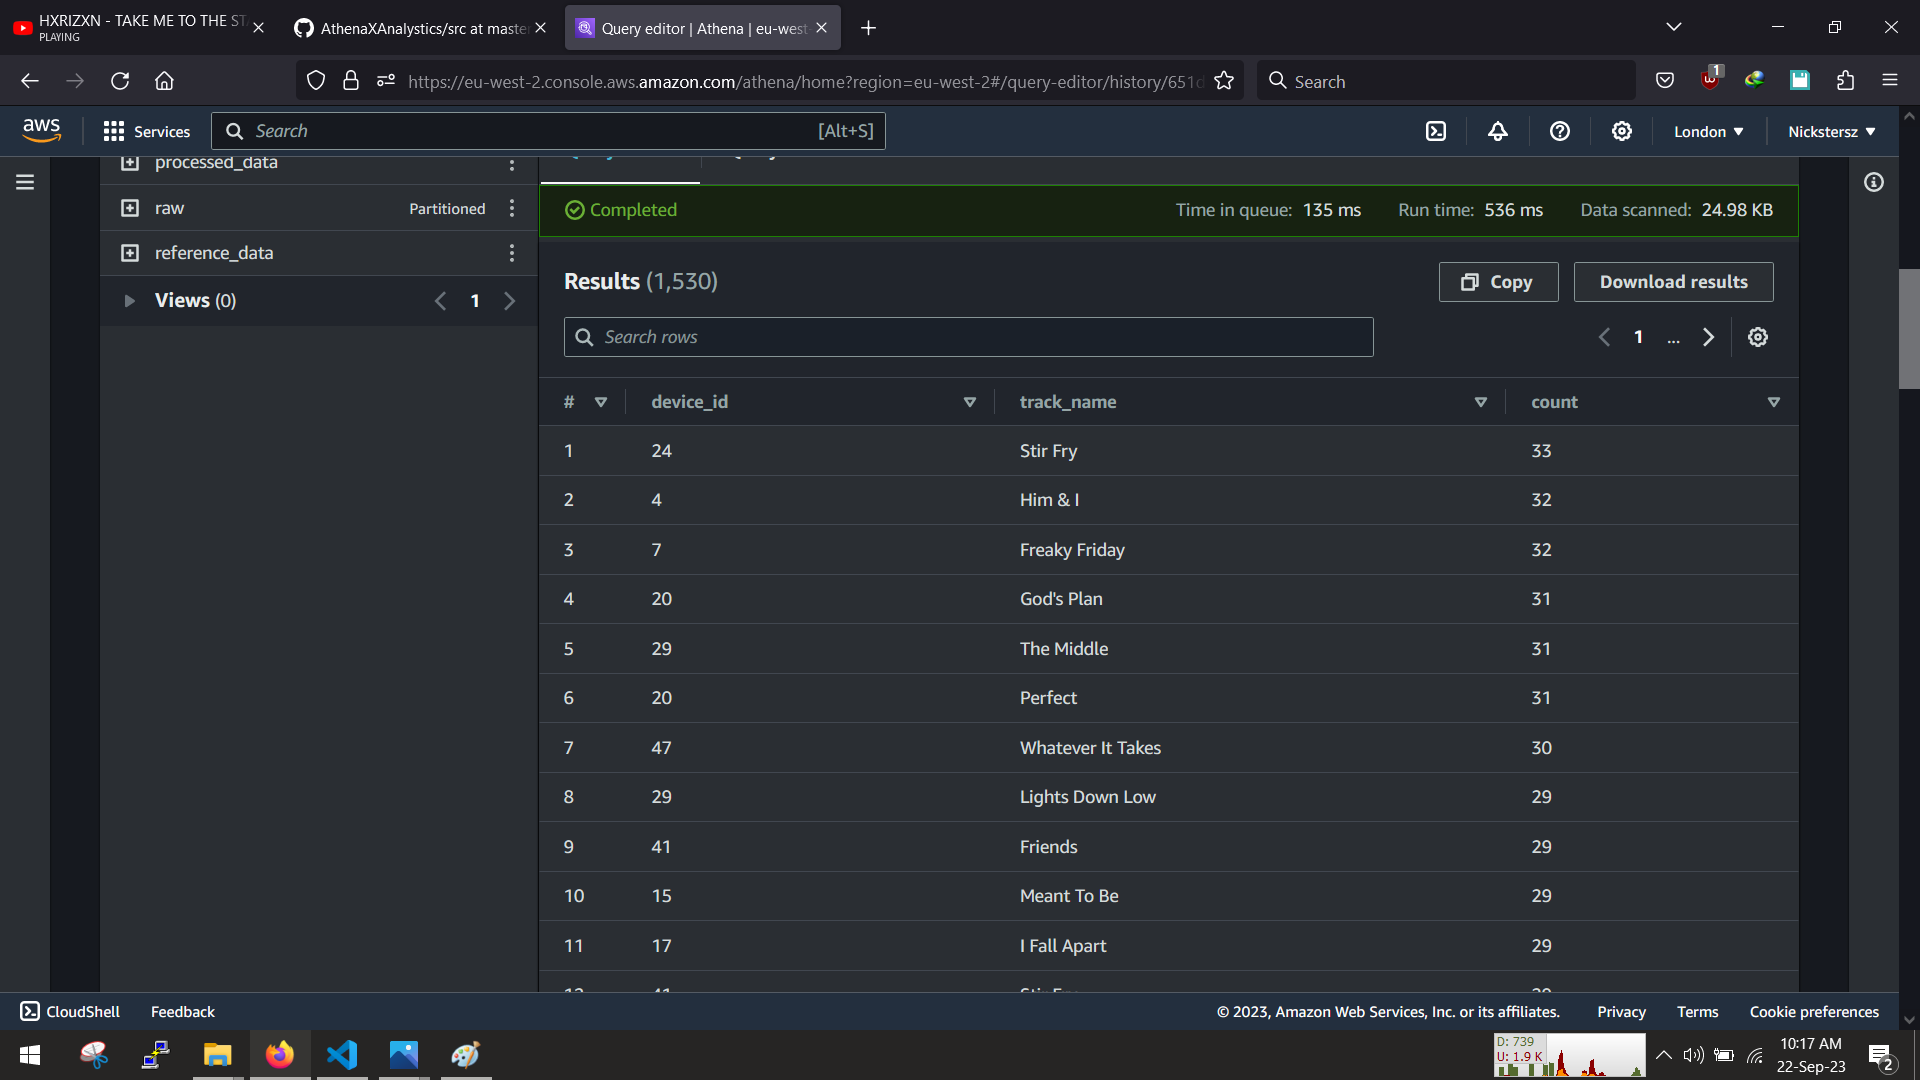 HXRIZXN - TAKE ME TO THE STA
PLAYING
AthenaXAnalystics/src at master
Query editor | Athena | eu-west
https://eu-west-2.console.aws.amazon.com/athena/home?region=eu-west-2#/query-editor/history/651d
Search
1
aws
Services
Search
[Alt+S]
London
Nickstersz
processed_data
raw
Partitioned
reference_data
Views (0)
1
Completed
Time in queue: 135 ms
Run time: 536 ms
Data scanned: 24.98 KB
Results (1,530)
Copy
Download results
Search rows
1
...
# device_id track_name count
1 24 Stir Fry 33
2 4 Him & I 32
3 7 Freaky Friday 32
4 20 God's Plan 31
5 29 The Middle 31
6 20 Perfect 31
7 47 Whatever It Takes 30
8 29 Lights Down Low 29
9 41 Friends 29
10 15 Meant To Be 29
11 17 I Fall Apart 29
CloudShell
Feedback
© 2023, Amazon Web Services, Inc. or its affiliates.
Privacy
Terms
Cookie preferences
D: 739
U: 1.9 K
10:17 AM
22-Sep-23
2